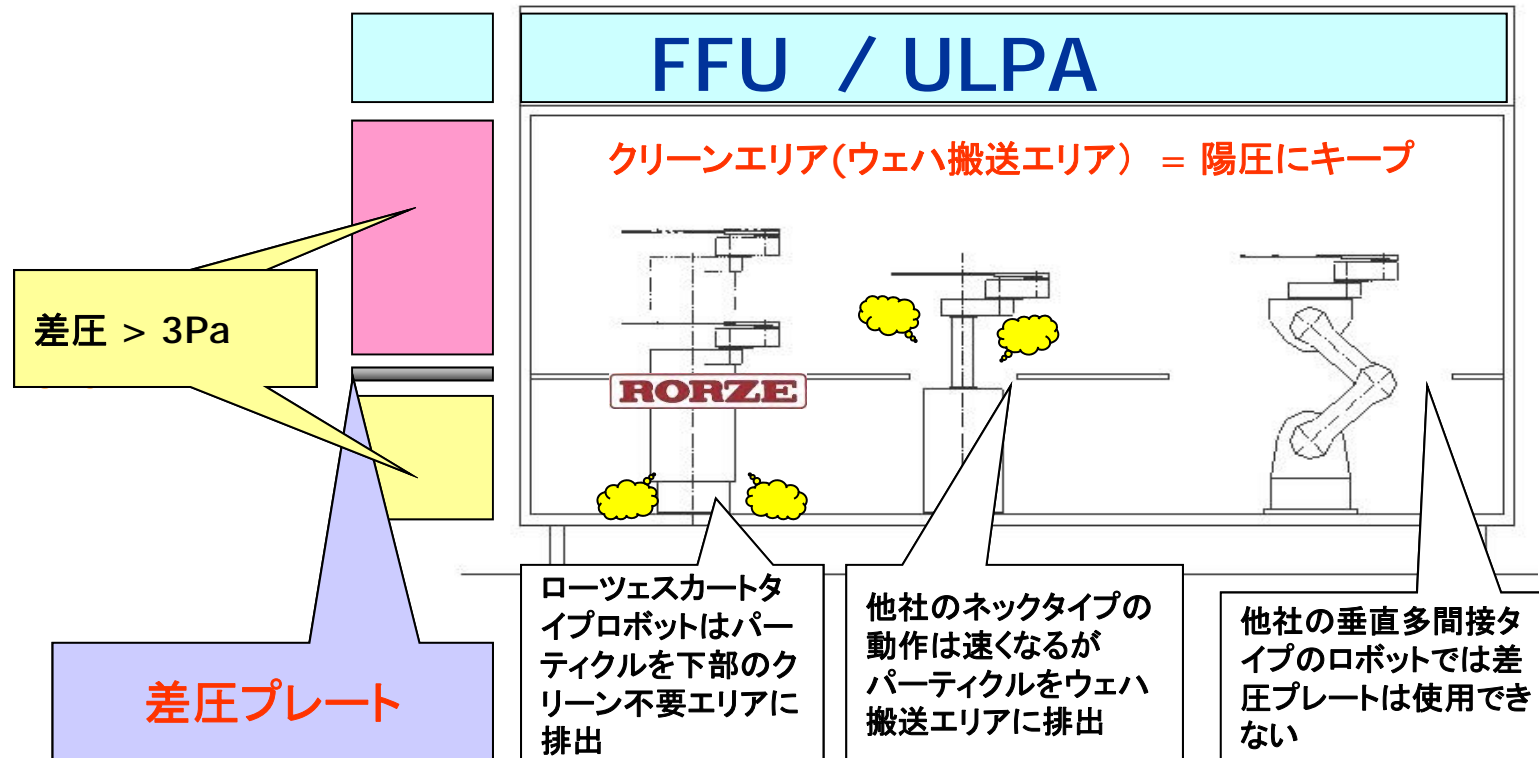 FFU / ULPA
クリーンエリア(ウェハ搬送エリア) = 陽圧にキープ
差圧 > 3Pa
RORZE
差圧プレート
ローツェスカートタ
イプロボットはパー
ティクルを下部のク
リーン不要エリアに
排出
他社のネックタイプの
動作は速くなるが
パーティクルをウェハ
搬送エリアに排出
他社の垂直多間接タ
イプのロボットでは差
圧プレートは使用でき
ない